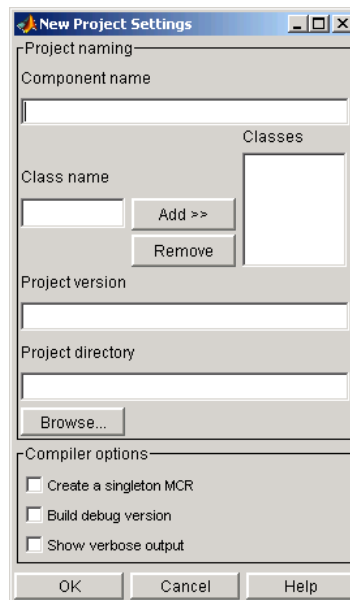 New Project Settings
Project naming
Component name
Classes
Class name
Add >>
Remove
Project version
Project directory
Browse...
Compiler options
Create a singleton MCR
Build debug version
Show verbose output
OK
Cancel
Help